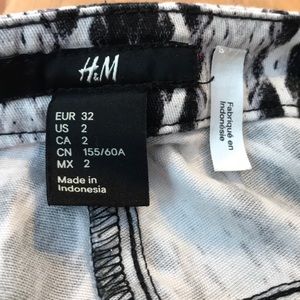 H&M
EUR 32
US 2
CA 2
CN 155/60A
MX 2
Made in
Indonesia
Fabriqué en
Indonésie